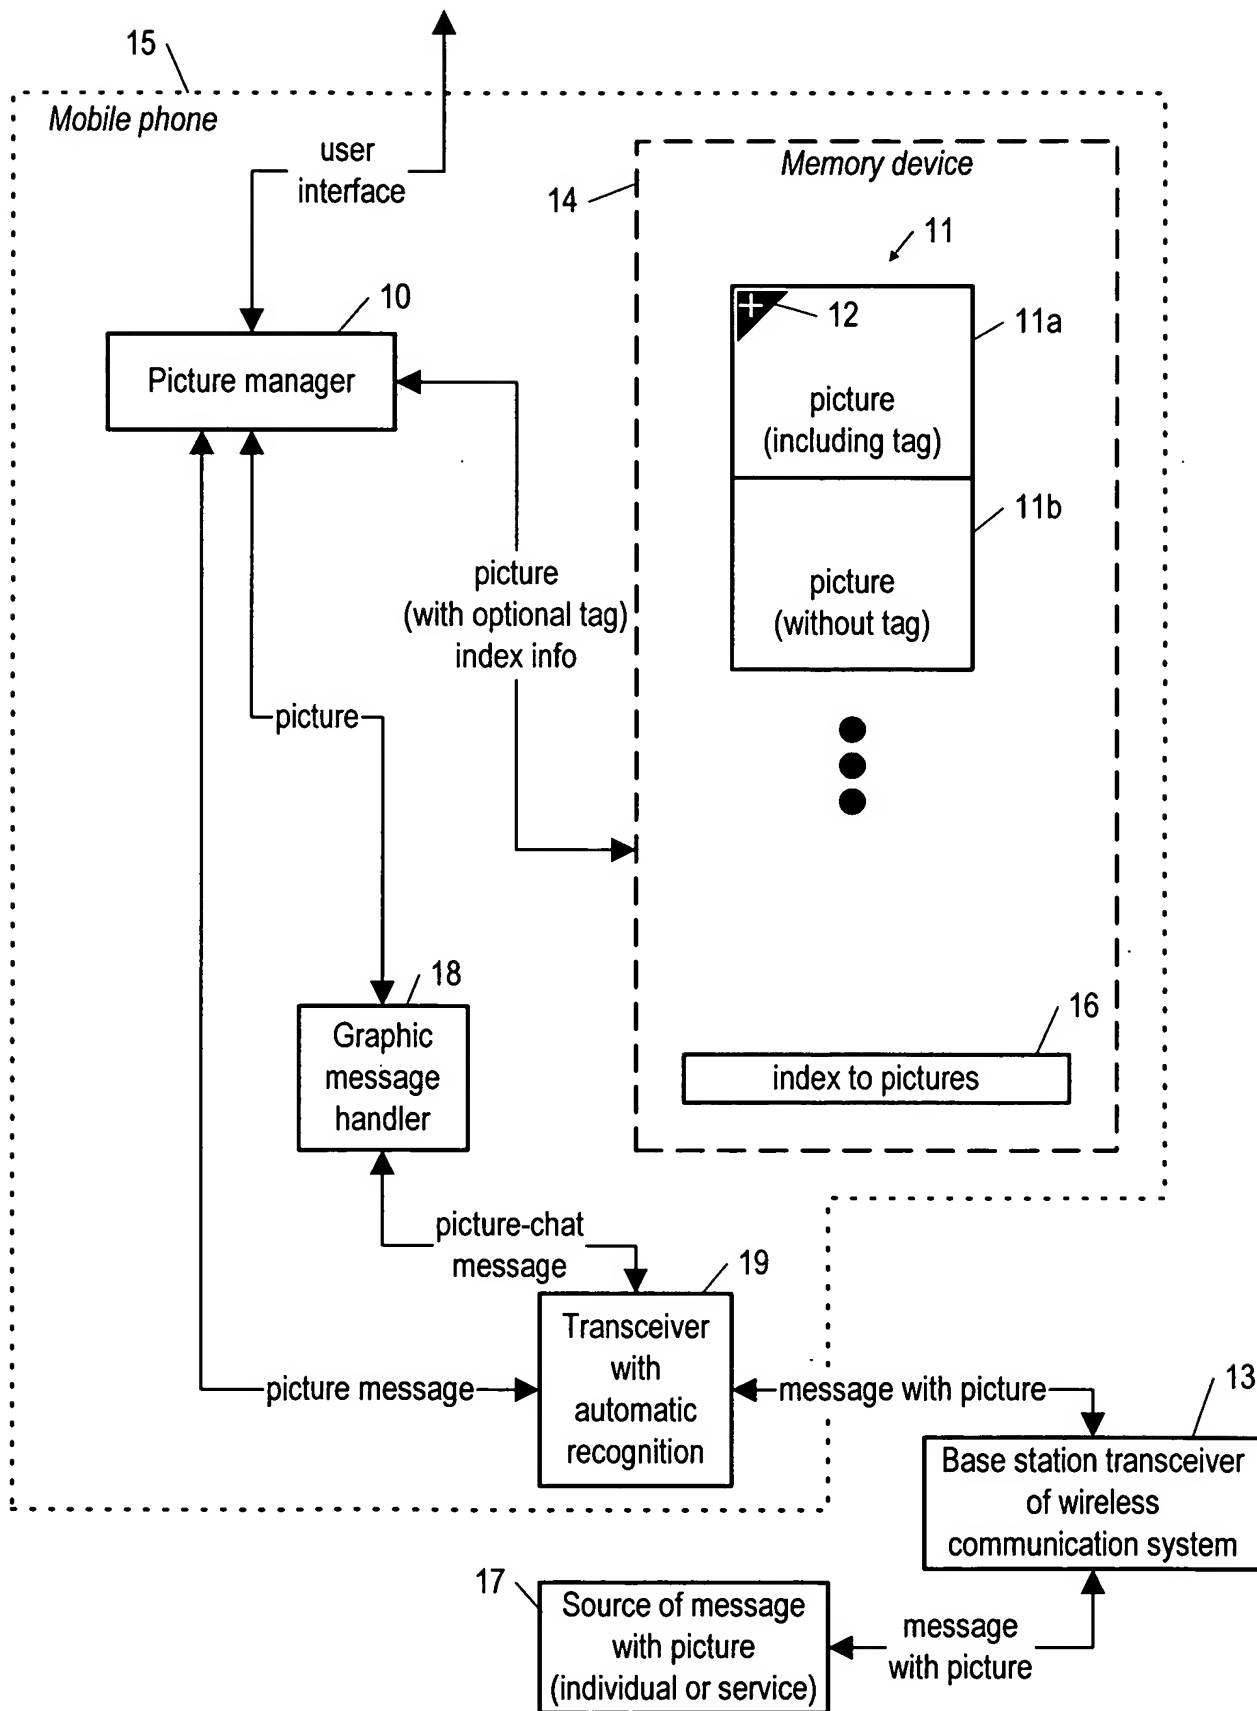 15
Mobile phone
user
interface
Memory device
14
11
10
12
11a
Picture manager
picture
(including tag)
11b
picture
(with optional tag)
index info
picture
(without tag)
picture
18
Graphic
message
handler
16
index to pictures
picture-chat
message
19
Transceiver
with
automatic
recognition
picture message
message with picture
13
Base station transceiver
of wireless
communication system
17
Source of message
with picture
(individual or service)
message
with picture